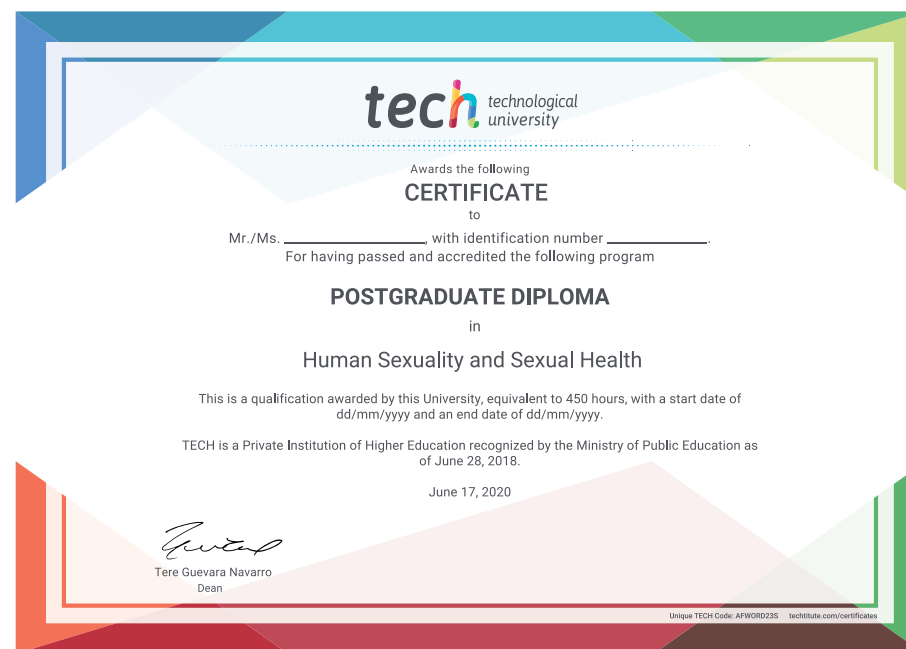 tech technological
university
Awards the following
CERTIFICATE
to
Mr./Ms. ____________________, with identification number ______________.
For having passed and accredited the following program
POSTGRADUATE DIPLOMA
in
Human Sexuality and Sexual Health
This is a qualification awarded by this University, equivalent to 450 hours, with a start date of
dd/mm/yyyy and an end date of dd/mm/yyyy.
TECH is a Private Institution of Higher Education recognized by the Ministry of Public Education as
of June 28, 2018.
June 17, 2020
Tere Guevara Navarro
Dean
Unique TECH Code: AFWORD235 techtitute.com/certificates